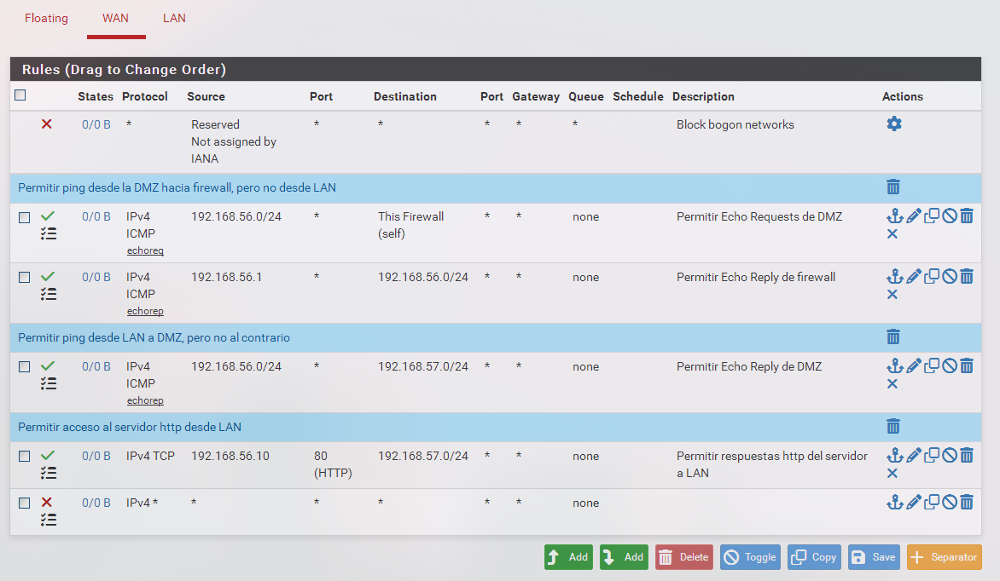 Floating WAN LAN
Rules (Drag to Change Order)
States Protocol Source Port Destination Port Gateway Queue Schedule Description Actions
0/0 B * Reserved * * * * * Block bogon networks
Not assigned by
IANA
Permitir ping desde la DMZ hacia firewall, pero no desde LAN
0/0 B IPv4 192.168.56.0/24 * This Firewall * * none Permitir Echo Requests de DMZ
ICMP (self)
echoreq
0/0 B IPv4 192.168.56.1 * 192.168.56.0/24 * * none Permitir Echo Reply de firewall
ICMP
echorep
Permitir ping desde LAN a DMZ, pero no al contrario
0/0 B IPv4 192.168.56.0/24 * 192.168.57.0/24 * * none Permitir Echo Reply de DMZ
ICMP
echorep
Permitir acceso al servidor http desde LAN
0/0 B IPv4 TCP 192.168.56.10 80 192.168.57.0/24 * * none Permitir respuestas http del servidor
(HTTP) a LAN
0/0 B IPv4 * * * * * * none
Add Add Delete Toggle Copy Save Separator